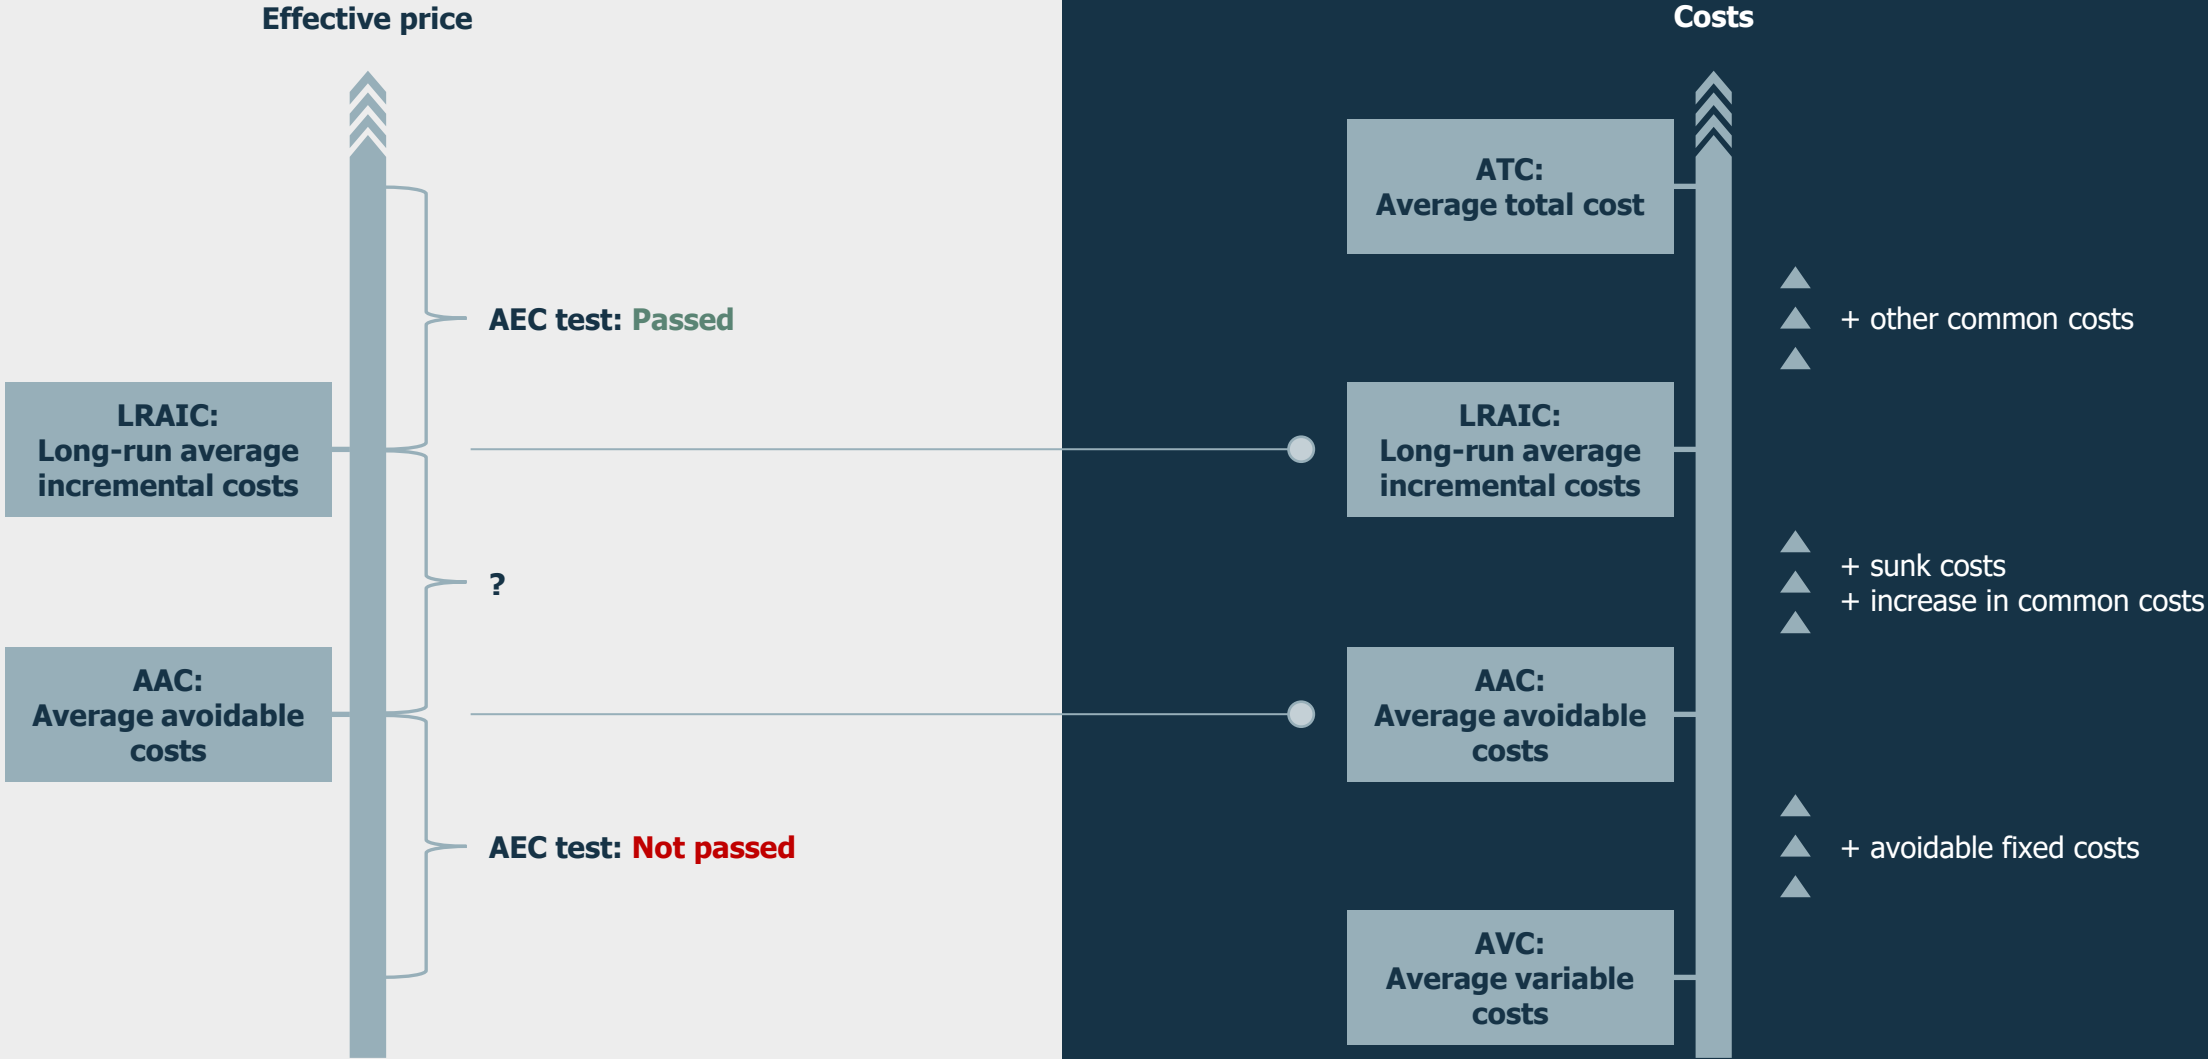 Effective price
AEC test: Passed
LRAIC:
Long-run average
incremental costs
?
AAC:
Average avoidable
costs
AEC test: Not passed
Costs
ATC:
Average total cost
+ other common costs
LRAIC:
Long-run average
incremental costs
+ sunk costs
+ increase in common costs
AAC:
Average avoidable
costs
+ avoidable fixed costs
AVC:
Average variable
costs